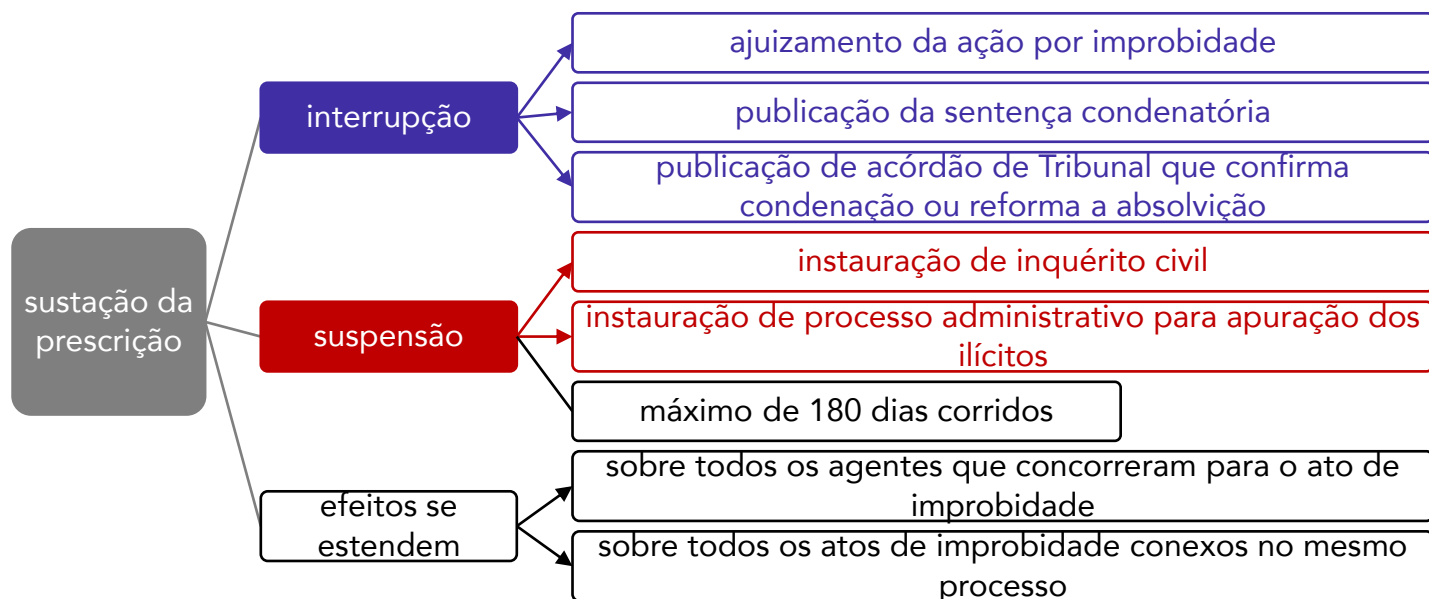 sustação da
prescrição
interrupção
ajuizamento da ação por improbidade
publicação da sentença condenatória
publicação de acórdão de Tribunal que confirma
condenação ou reforma a absolvição
suspensão
instauração de inquérito civil
instauração de processo administrativo para apuração dos
ilícitos
máximo de 180 dias corridos
efeitos se
estendem
sobre todos os agentes que concorreram para o ato de
improbidade
sobre todos os atos de improbidade conexos no mesmo
processo